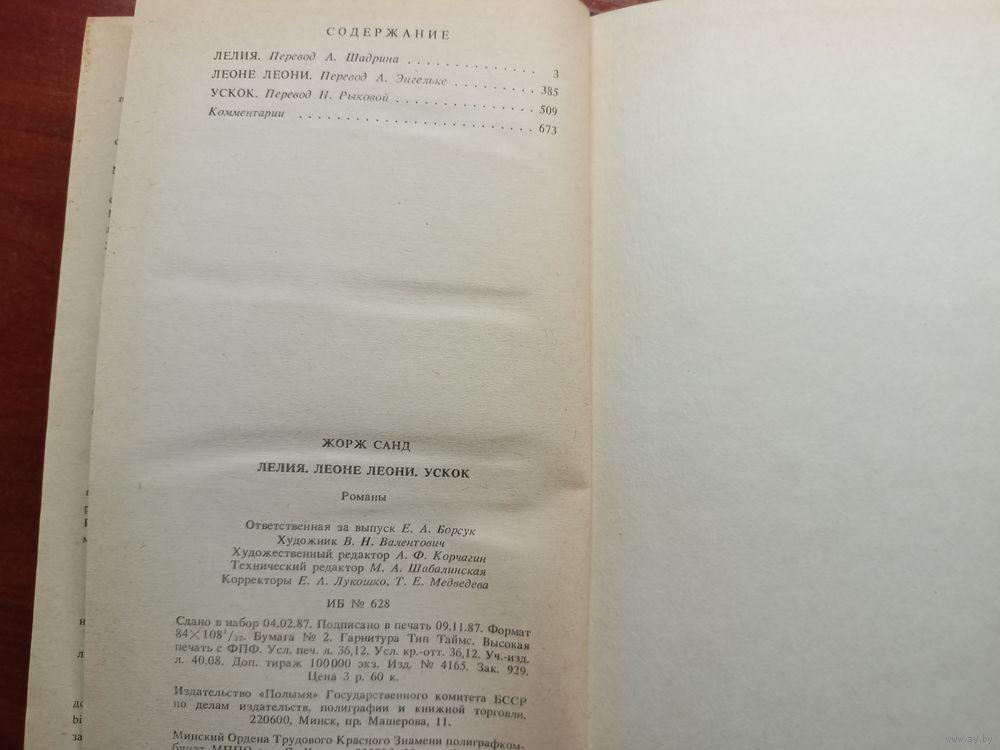 СОДЕРЖАНИЕ
ЛЕЛИЯ. Перевод А. Шадрина . . . . . . . . . . . . . . 3
ЛЕОНЕ ЛЕОНИ. Перевод А. Энгельке . . . . . . . . . 385
УСКОК. Перевод Н. Рыковой . . . . . . . . . . . . . . 509
Комментарии . . . . . . . . . . . . . . . . . . . . . . . . 673
ЖОРЖ САНД
ЛЕЛИЯ. ЛЕОНЕ ЛЕОНИ. УСКОК
Романы
Ответственная за выпуск Е. А. Борсук
Художник В. Н. Валентович
Художественный редактор А. Ф. Корчагин
Технический редактор М. А. Шабалинская
Корректоры Е. А. Лукошко, Т. Е. Медведева
ИБ № 628
Сдано в набор 04.02.87. Подписано в печать 09.11.87. Формат
84×108¹/₃₂. Бумага № 2. Гарнитура Тип Таймс. Высокая
печать с ФПФ. Усл. печ. л. 36,12. Усл. кр.-отт. 36,12. Уч.-изд.
л. 40,08. Доп. тираж 100 000 экз. Изд. № 4165. Зак. 929.
Цена 3 р. 60 к.
Издательство «Полымя» Государственного комитета БССР
по делам издательств, полиграфии и книжной торговли.
220600, Минск, пр. Машерова, 11.
Минский Ордена Трудового Красного Знамени полиграфком-
www.ay.by